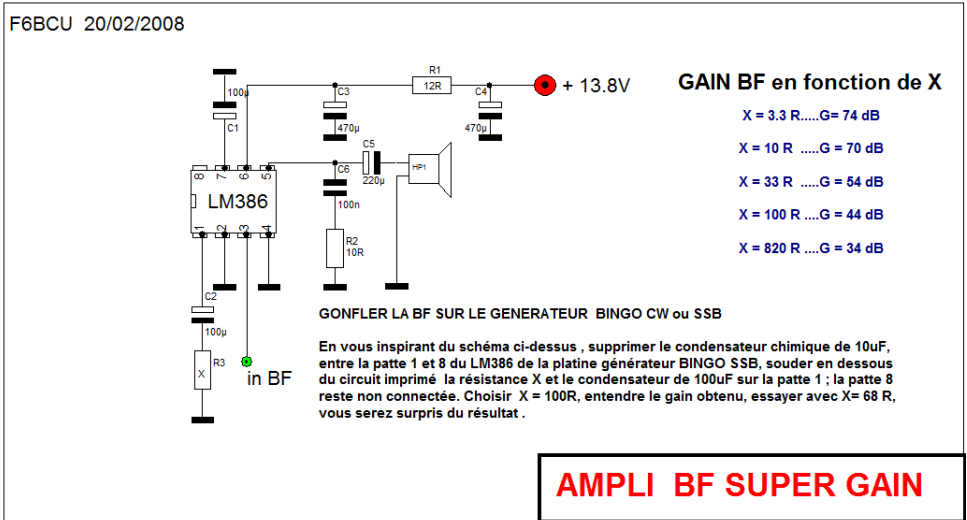 F6BCU 20/02/2008
R1
12R
+ 13.8V
C3
470µ
C4
470µ
100µ
C1
C5
220µ
HP1
C6
100n
R2
10R
8 7 6 5
LM386
1 2 3 4
C2
100µ
R3
X
in BF
GAIN BF en fonction de X
X = 3.3 R.....G= 74 dB
X = 10 R .....G = 70 dB
X = 33 R .....G = 54 dB
X = 100 R ....G = 44 dB
X = 820 R ....G = 34 dB
GONFLER LA BF SUR LE GENERATEUR BINGO CW ou SSB
En vous inspirant du schéma ci-dessus , supprimer le condensateur chimique de 10uF,
entre la patte 1 et 8 du LM386 de la platine générateur BINGO SSB, souder en dessous
du circuit imprimé la résistance X et le condensateur de 100uF sur la patte 1 ; la patte 8
reste non connectée. Choisir X = 100R, entendre le gain obtenu, essayer avec X= 68 R,
vous serez surpris du résultat .
AMPLI BF SUPER GAIN